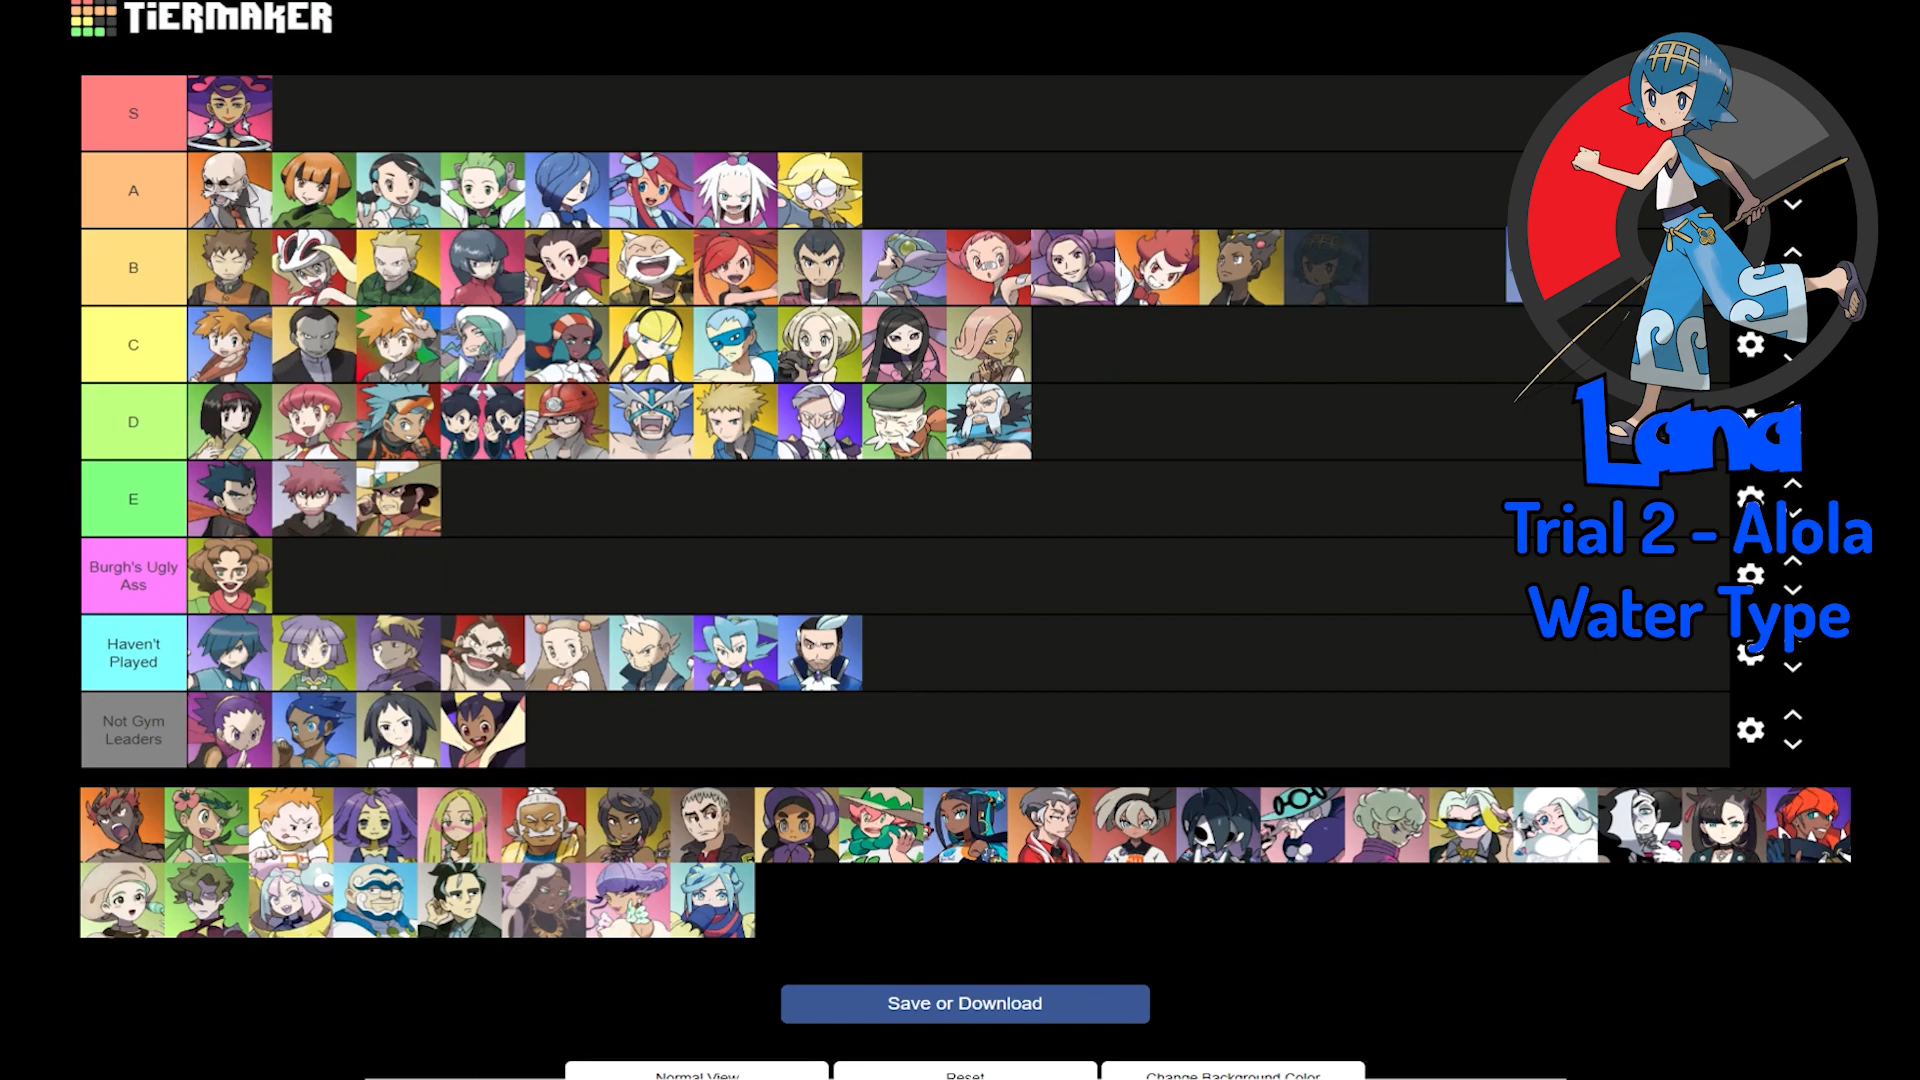 TiERMAKER
S
A
B
C
D
E
Burgh's Ugly
Ass
Haven't
Played
Not Gym
Leaders
Lana
Trial 2 - Alola
Water Type
Save or Download
Normal View
Reset
Change Background Color